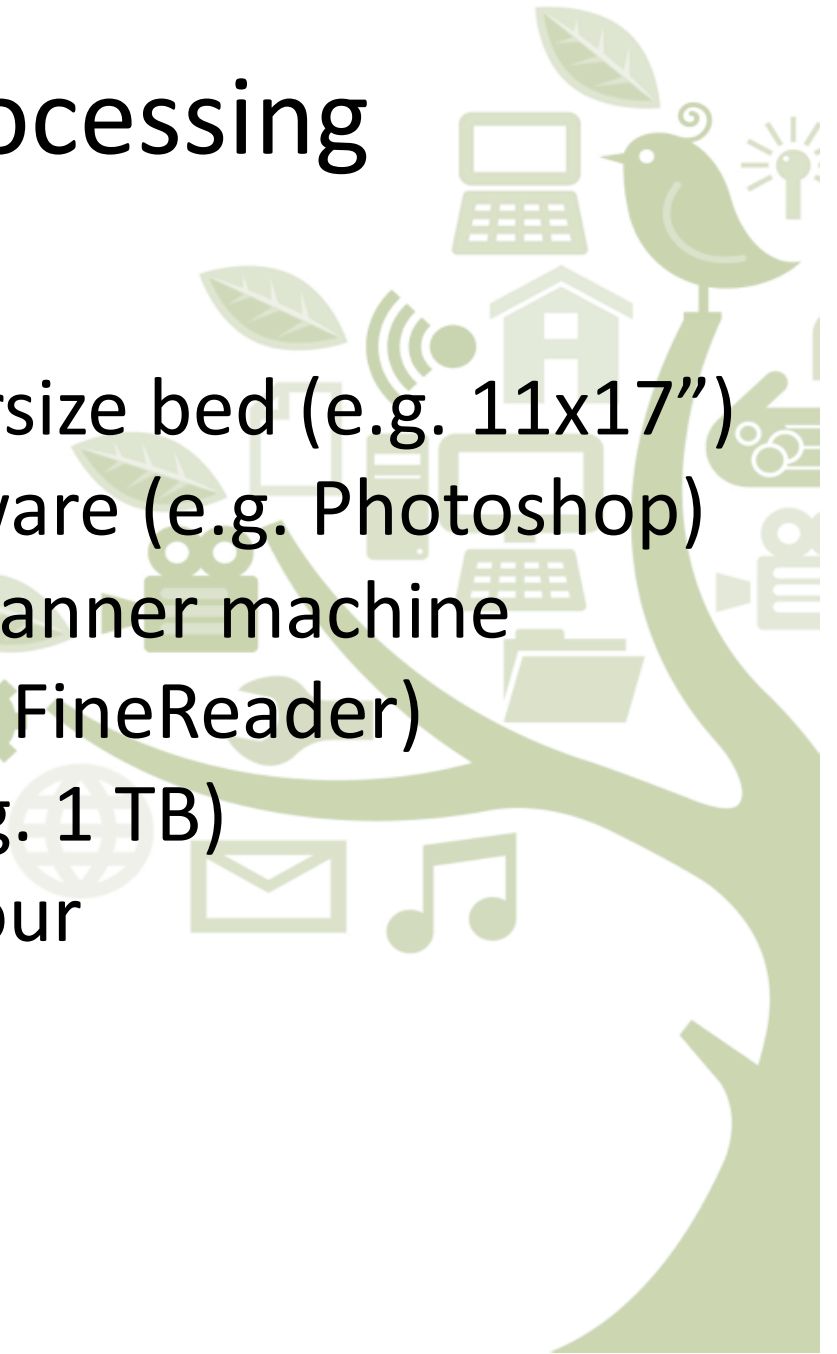 ocessing
rsize bed (e.g. 11x17”)
vare (e.g. Photoshop)
anner machine
FineReader)
g. 1 TB)
our